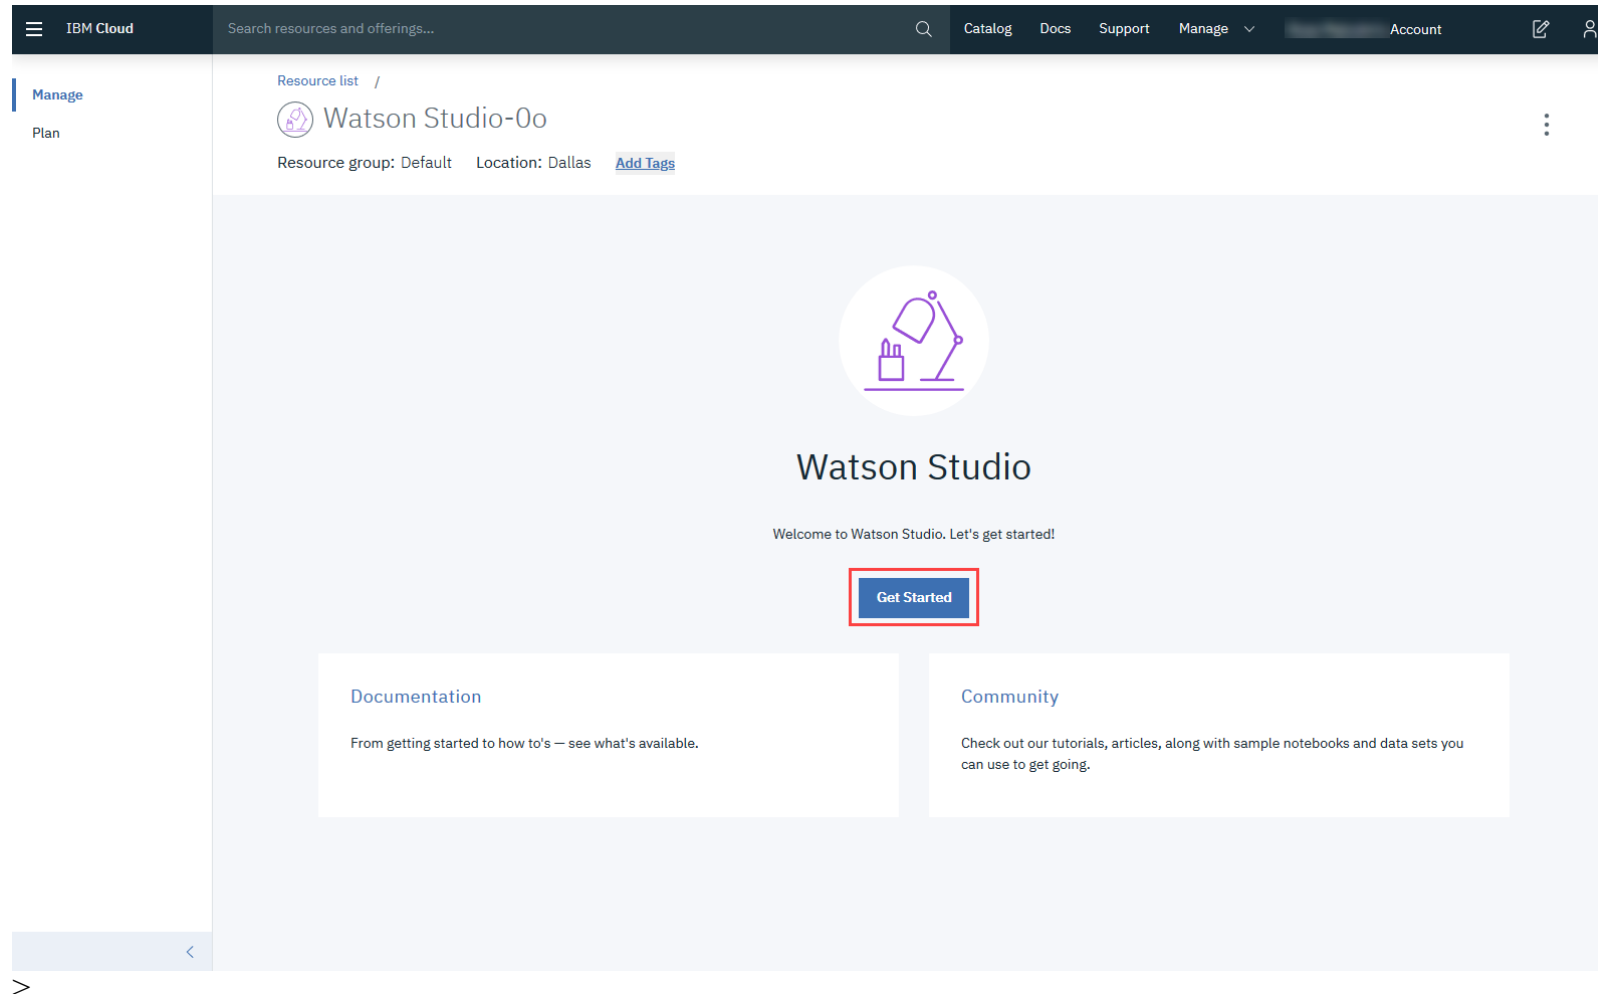 IBM Cloud
Search resources and offerings...
Catalog Docs Support Manage Account
Manage
Plan
Resource list /
Watson Studio-0o
Resource group: Default Location: Dallas Add Tags
Watson Studio
Welcome to Watson Studio. Let's get started!
Get Started
Documentation
From getting started to how to's — see what's available.
Community
Check out our tutorials, articles, along with sample notebooks and data sets you
can use to get going.
>